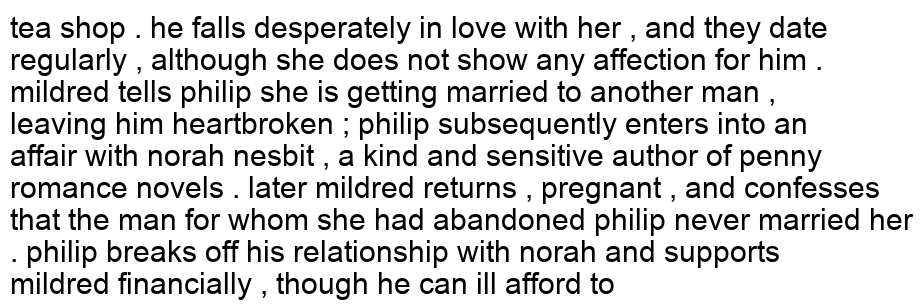 tea shop . he falls desperately in love with her , and they date
regularly , although she does not show any affection for him .
mildred tells philip she is getting married to another man ,
leaving him heartbroken ; philip subsequently enters into an
affair with norah nesbit , a kind and sensitive author of penny
romance novels . later mildred returns , pregnant , and confesses
that the man for whom she had abandoned philip never married her
. philip breaks off his relationship with norah and supports
mildred financially , though he can ill afford to